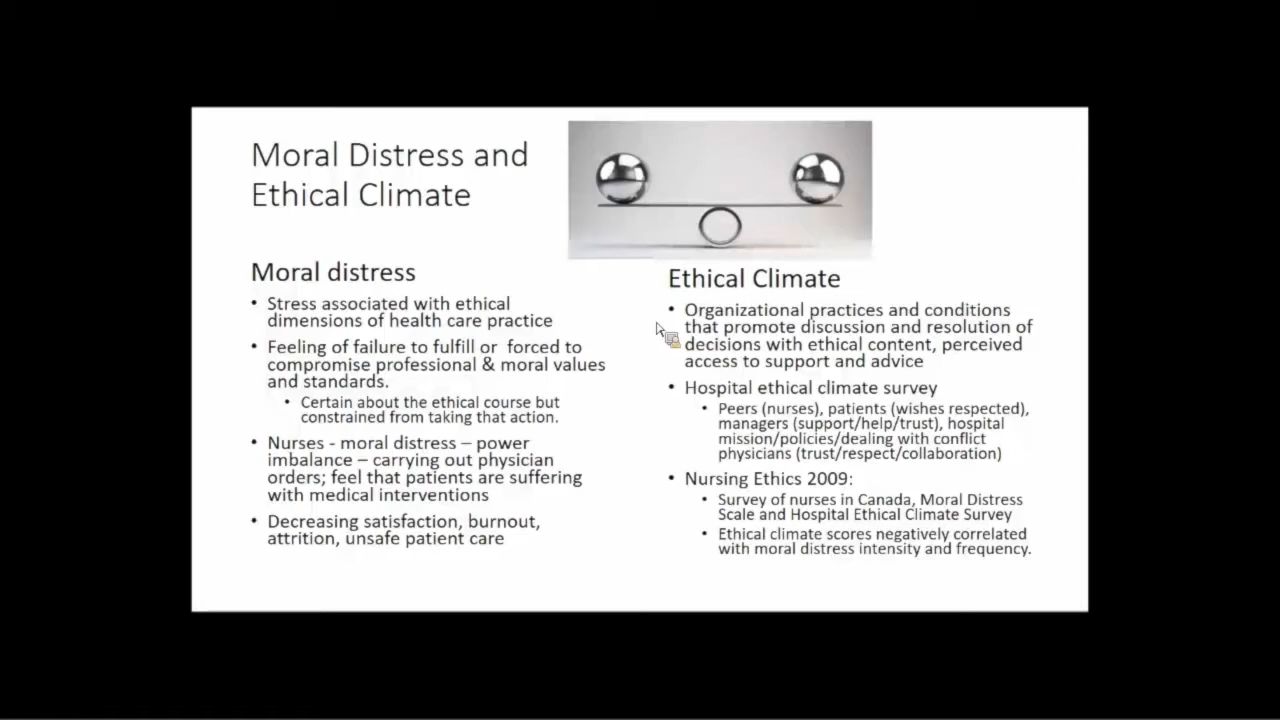 Moral Distress and
Ethical Climate
Moral distress
• Stress associated with ethical
dimensions of health care practice
• Feeling of failure to fulfill or  forced to
compromise professional & moral values
and standards.
• Certain about the ethical course but
constrained from taking that action.
• Nurses - moral distress – power
imbalance – carrying out physician
orders; feel that patients are suffering
with medical interventions
• Decreasing satisfaction, burnout,
attrition, unsafe patient care
Ethical Climate
• Organizational practices and conditions
that promote discussion and resolution of
decisions with ethical content, perceived
access to support and advice
• Hospital ethical climate survey
• Peers (nurses), patients (wishes respected),
managers (support/help/trust), hospital
mission/policies/dealing with conflict
physicians (trust/respect/collaboration)
• Nursing Ethics 2009:
• Survey of nurses in Canada, Moral Distress
Scale and Hospital Ethical Climate Survey
• Ethical climate scores negatively correlated
with moral distress intensity and frequency.